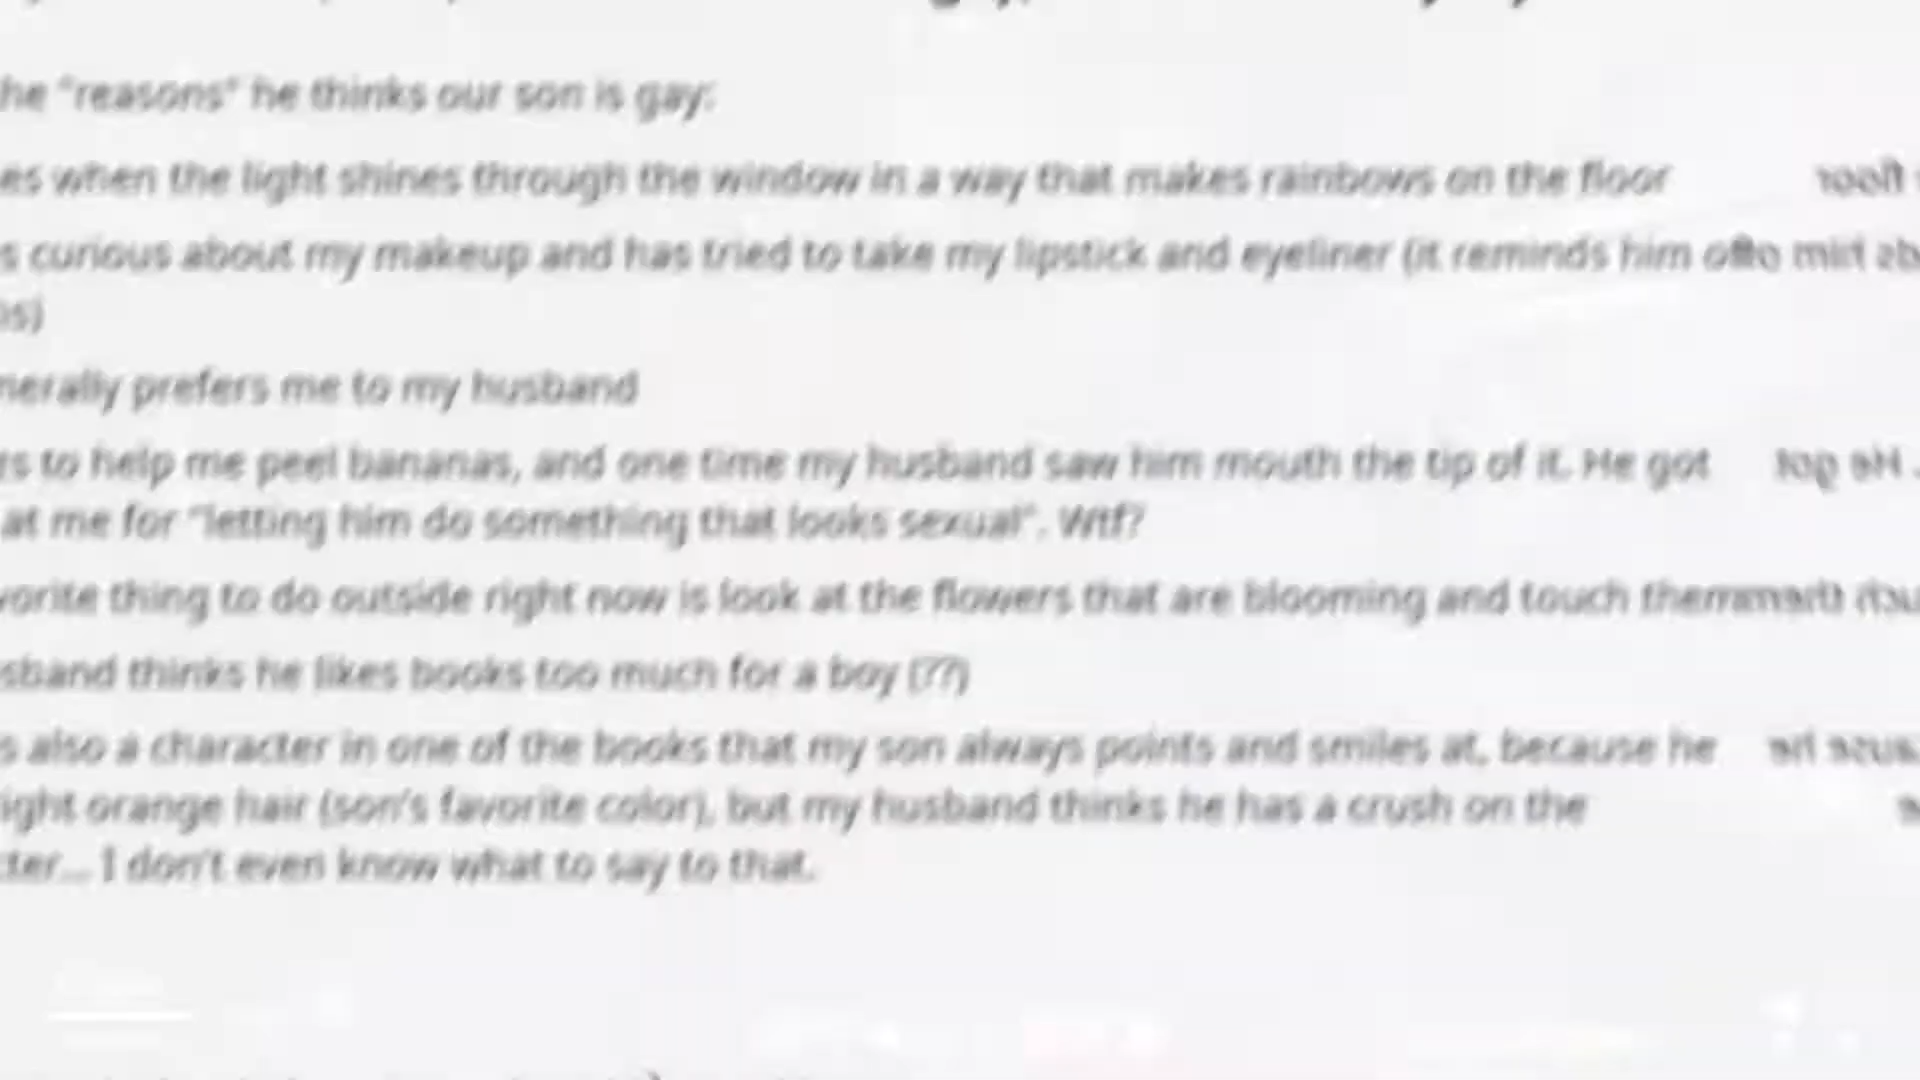 he "reasons" he thinks our son is gay:
es when the light shines through the window in a way that makes rainbows on the floor
s curious about my makeup and has tried to take my lipstick and eyeliner (it reminds him of
ns)
nerally prefers me to my husband
es to help me peel bananas, and one time my husband saw him mouth the tip of it. He got
at me for "letting him do something that looks sexual". Wtf?
vorite thing to do outside right now is look at the flowers that are blooming and touch them
sband thinks he likes books too much for a boy (??)
s also a character in one of the books that my son always points and smiles at, because he
ight orange hair (son's favorite color), but my husband thinks he has a crush on the
cter... I don't even know what to say to that.